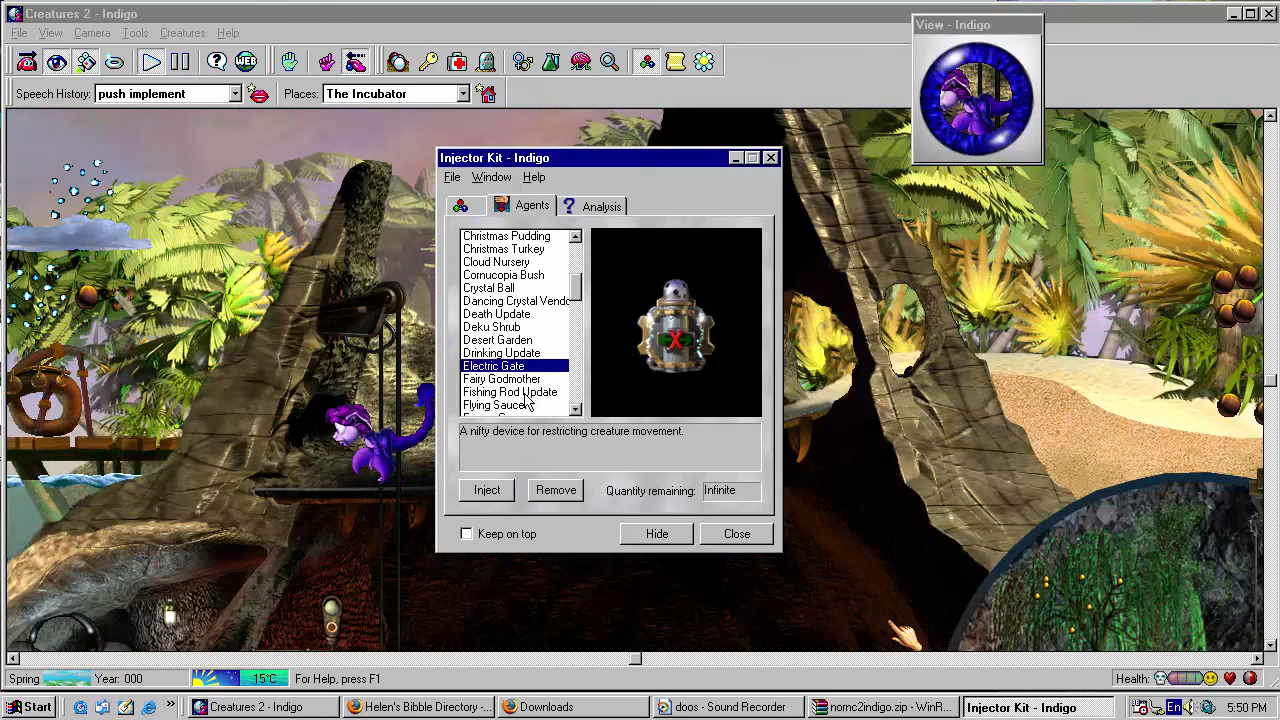 Creatures 2 - Indigo
File View Camera Tools Creatures Help
WEB
Speech History: push implement Places: The Incubator
View - Indigo
Injector Kit - Indigo
File Window Help
Agents
Analysis
Christmas Pudding
Christmas Turkey
Cloud Nursery
Cornucopia Bush
Crystal Ball
Dancing Crystal Vendo
Death Update
Deku Shrub
Desert Garden
Drinking Update
Electric Gate
Fairy Godmother
Fishing Rod Update
Flying Saucer
A nifty device for restricting creature movement.
Inject Remove Quantity remaining: Infinite
Keep on top Hide Close
Spring Year: 000 15°C For Help, press F1 Health:
Start Creatures 2 - Indigo Helen's Bible Directory - ... Downloads doos - Sound Recorder nornc2indigo.zip - WinR... Injector Kit - Indigo En 5:50 PM